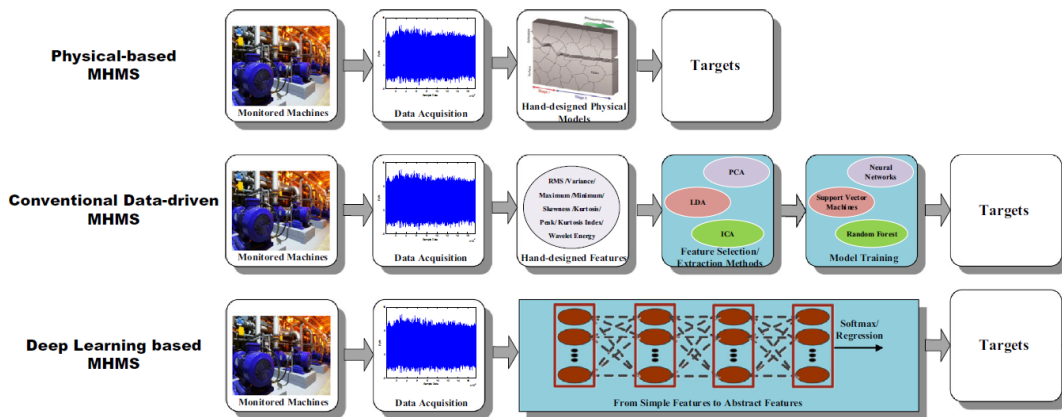 Physical-based
MHMS
Monitored Machines
Data Acquisition
Hand-designed Physical
Models
Targets
Conventional Data-driven
MHMS
Monitored Machines
Data Acquisition
RMS /Variance/
Maximum /Minimum/
Skewness /Kurtosis/
Peak/ Kurtosis Index/
Wavelet Energy
Hand-designed Features
PCA
LDA
ICA
Feature Selection/
Extraction Methods
Neural
Networks
Support Vector
Machines
Random Forest
Model Training
Targets
Deep Learning based
MHMS
Monitored Machines
Data Acquisition
Softmax/
Regression
From Simple Features to Abstract Features
Targets